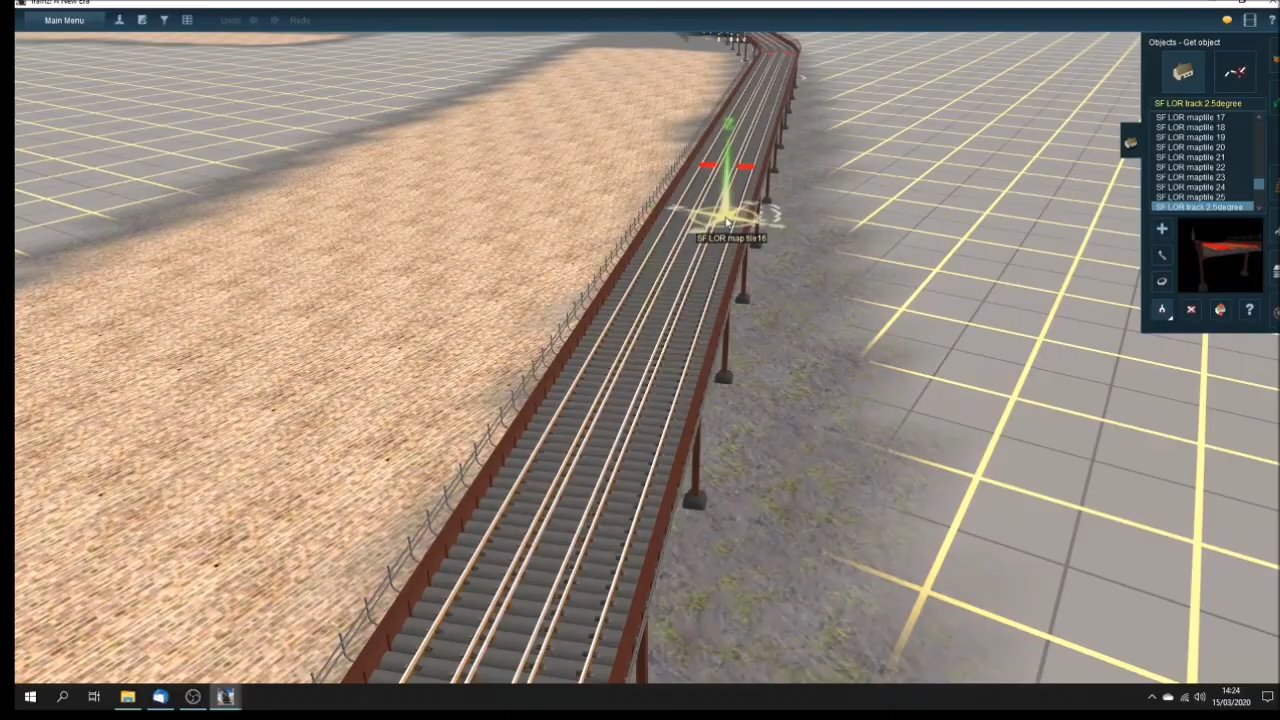 Trainz: A New Era
Main Menu
Undo
Redo
?
Objects - Get object
SF LOR track 2.5degree
SF LOR maptile 17
SF LOR maptile 18
SF LOR maptile 19
SF LOR maptile 20
SF LOR maptile 21
SF LOR maptile 22
SF LOR maptile 23
SF LOR maptile 24
SF LOR maptile 25
SF LOR track 2.5degree
?
SF LOR map tile16
14:24
15/03/2020